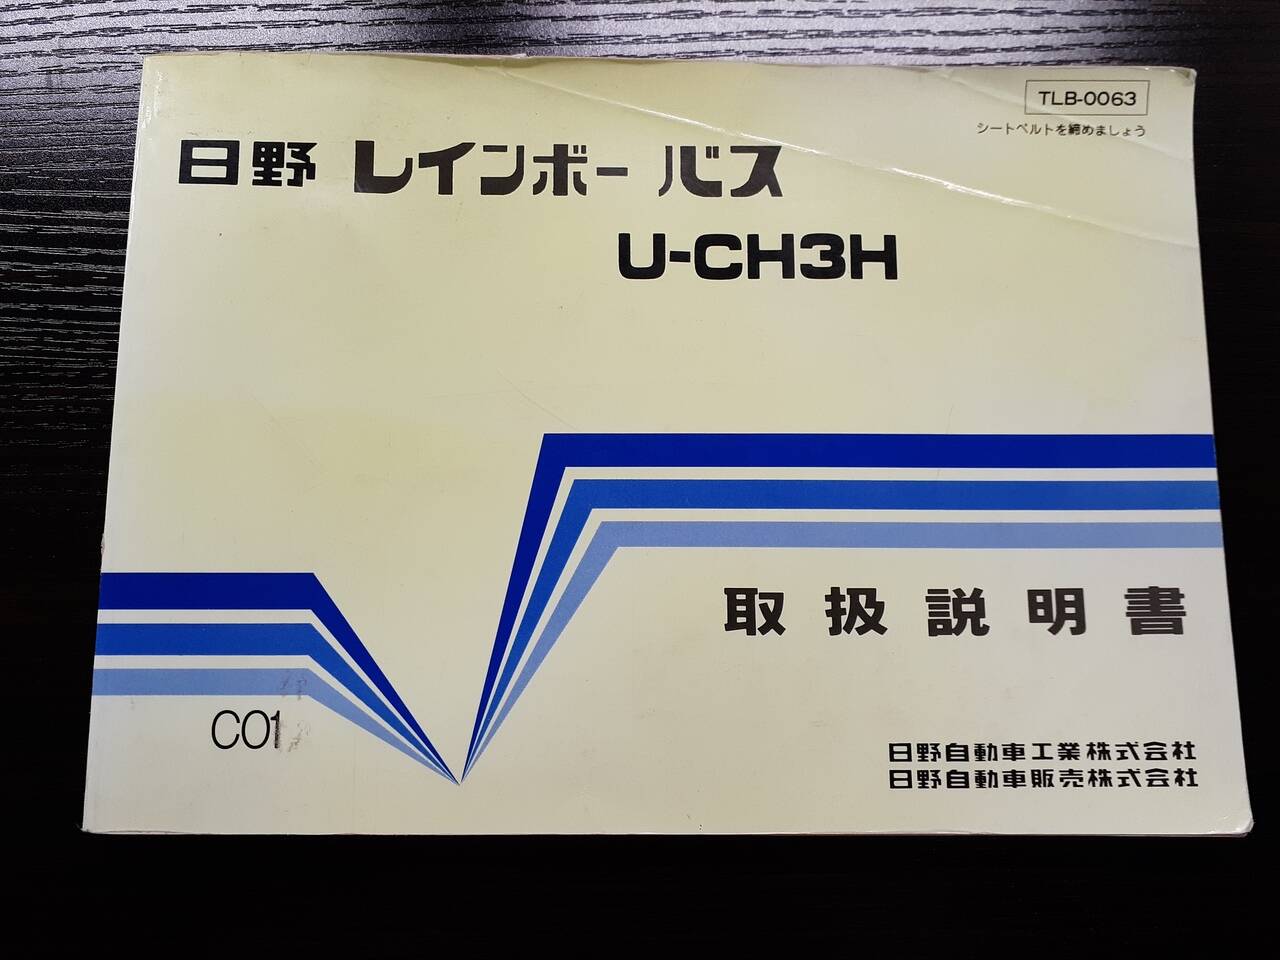 TLB-0063
シートベルトを締めましょう
日野 レインボー バス
U-CH3H
取扱説明書
CO1
日野自動車工業株式会社
日野自動車販売株式会社